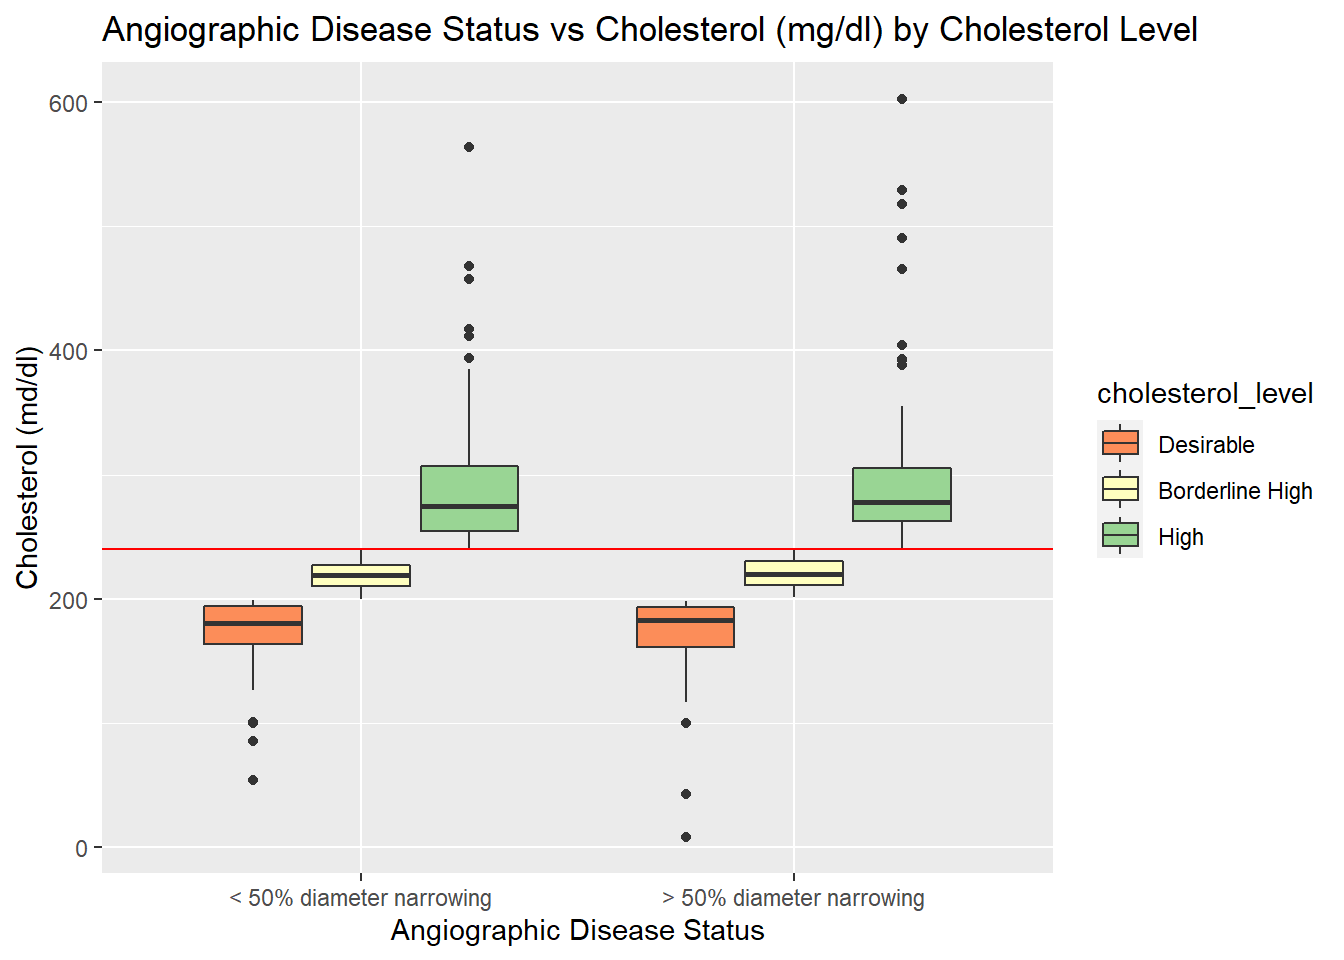 Angiographic Disease Status vs Cholesterol (mg/dl) by Cholesterol Level
Cholesterol (md/dl)
600
400
200
0
< 50% diameter narrowing
> 50% diameter narrowing
Angiographic Disease Status
cholesterol_level
Desirable
Borderline High
High